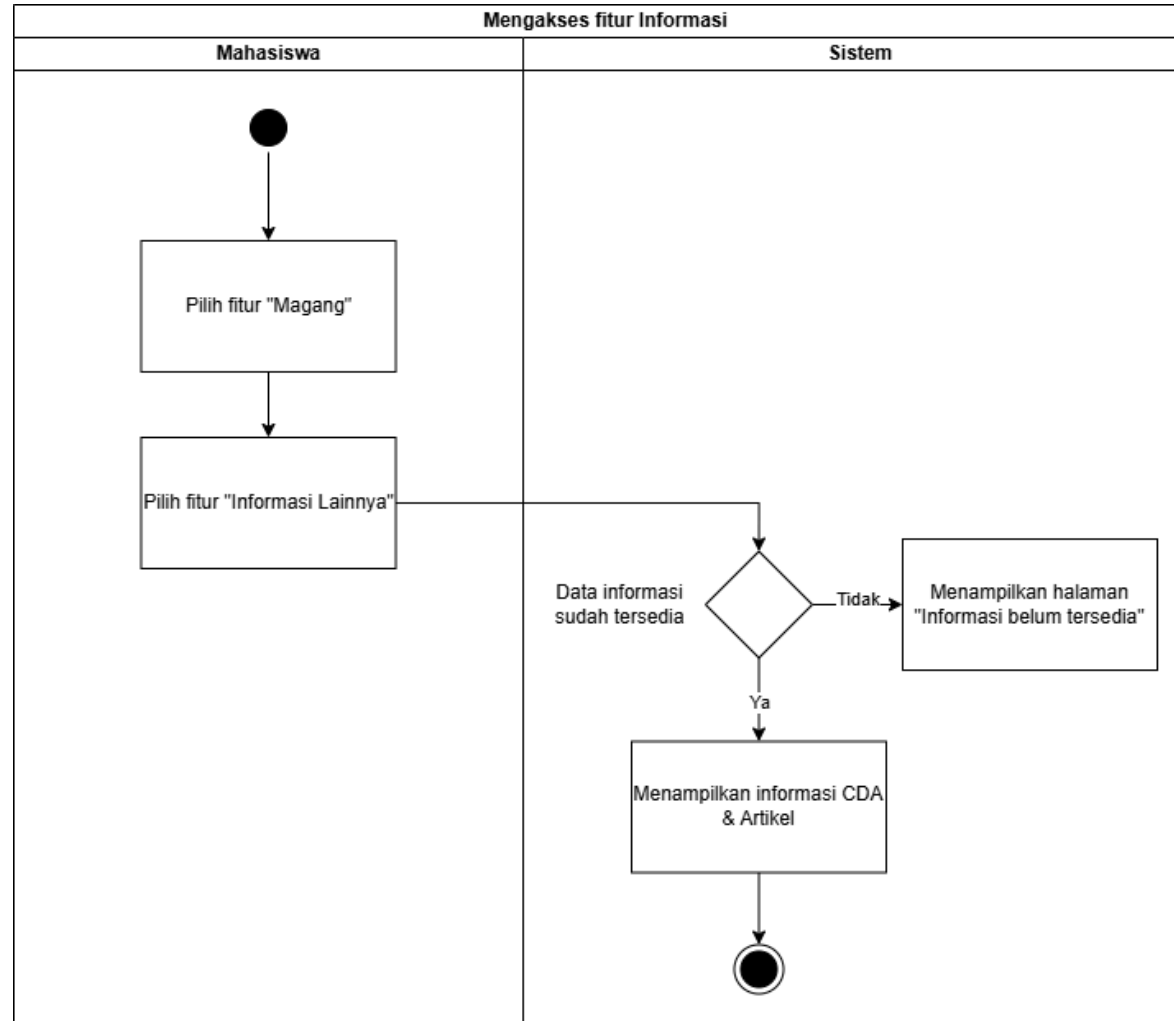 Mengakses fitur Informasi
Mahasiswa
Sistem
Pilih fitur "Magang"
Pilih fitur "Informasi Lainnya"
Data informasi
sudah tersedia
Tidak
Menampilkan halaman
"Informasi belum tersedia"
Ya
Menampilkan informasi CDA
& Artikel